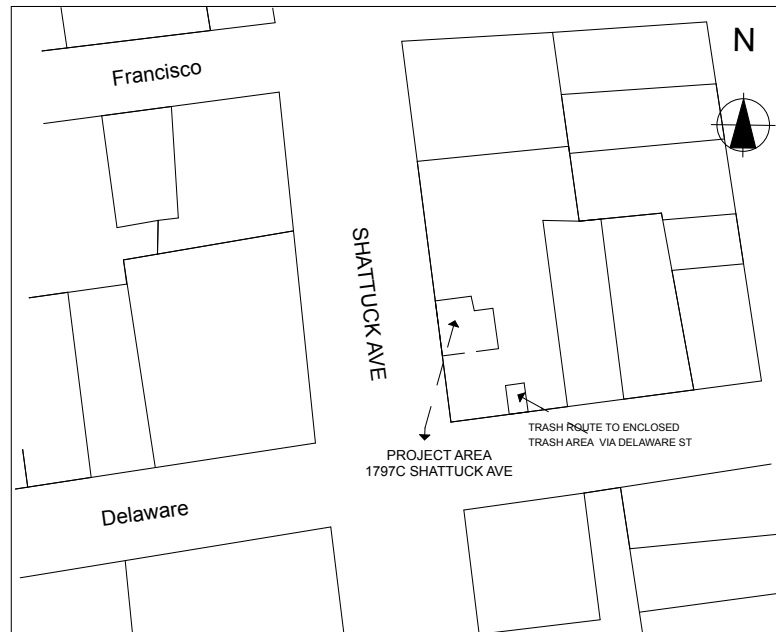 N
Francisco
SHATTUCK AVE
TRASH ROUTE TO ENCLOSED
TRASH AREA VIA DELAWARE ST
PROJECT AREA
1797C SHATTUCK AVE
Delaware